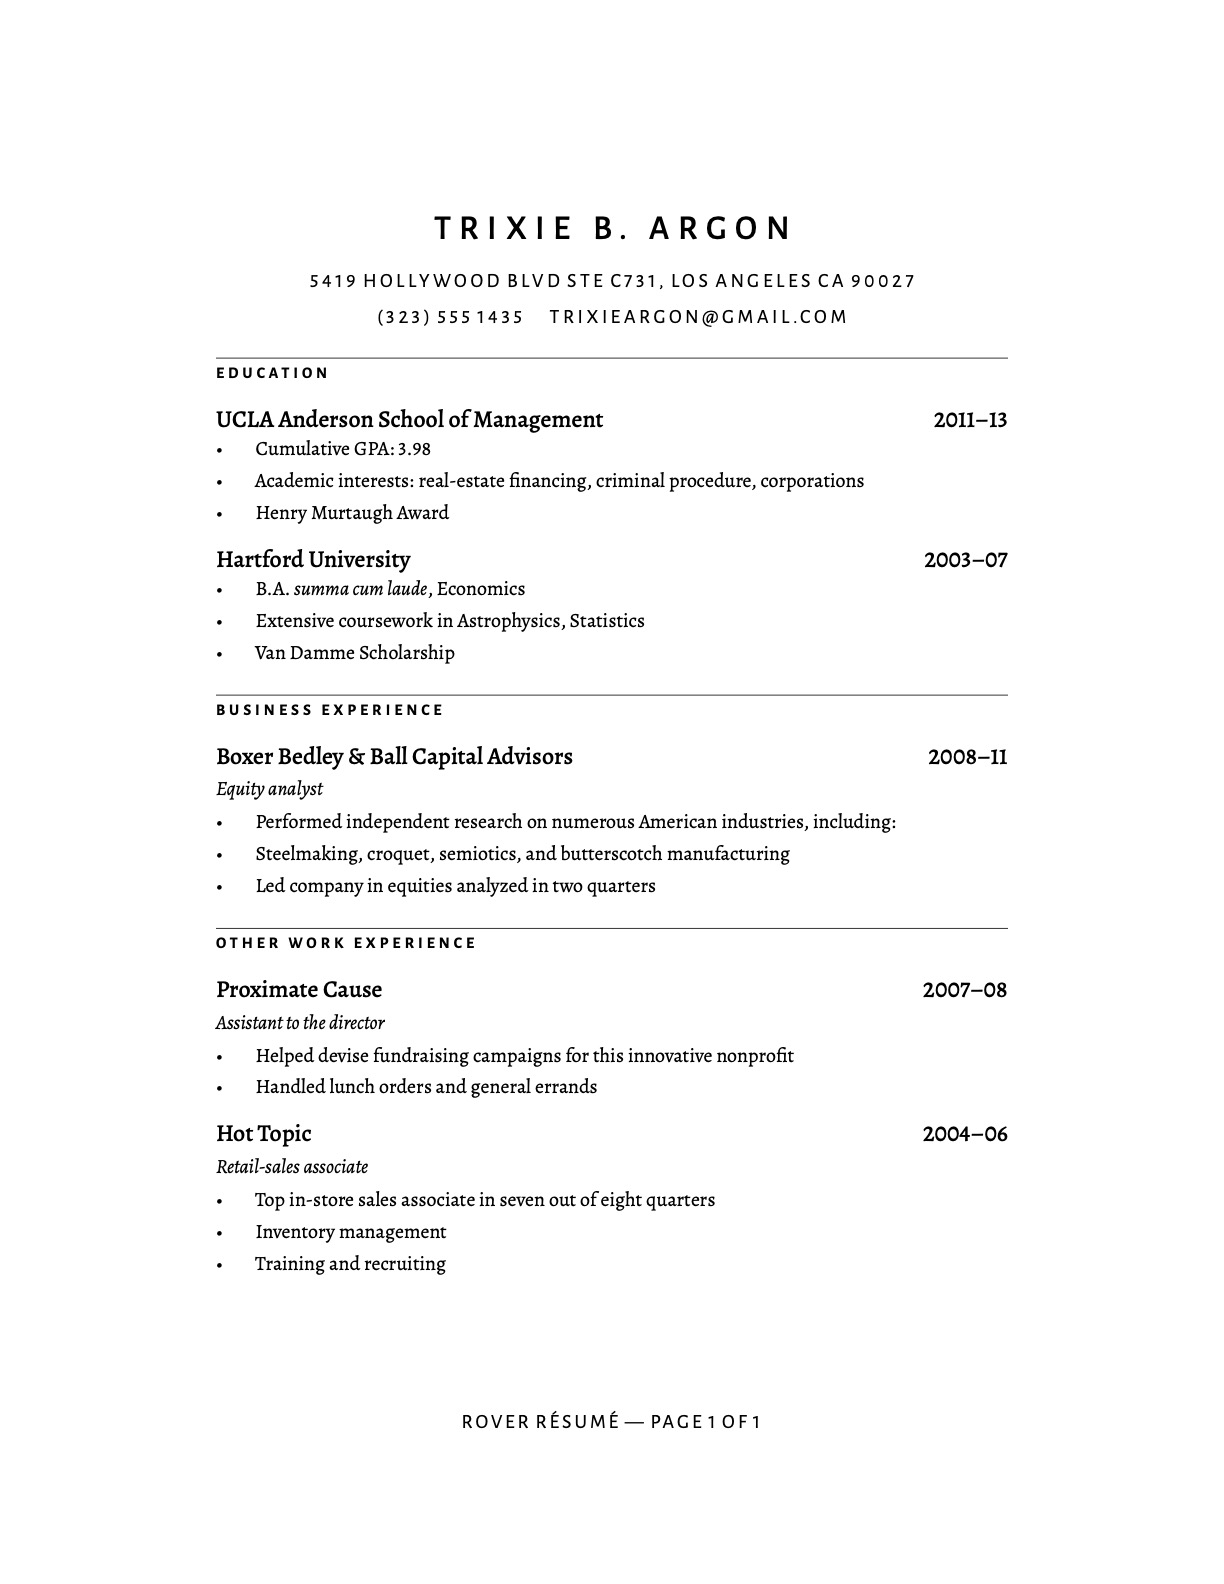 TRIXIE B. ARGON
5419 HOLLYWOOD BLVD STE C731, LOS ANGELES CA 90027
(323) 555 1435 TRIXIEARGON@GMAIL.COM
EDUCATION
UCLA Anderson School of Management 2011–13
• Cumulative GPA: 3.98
• Academic interests: real-estate financing, criminal procedure, corporations
• Henry Murtaugh Award
Hartford University 2003–07
• B.A. summa cum laude, Economics
• Extensive coursework in Astrophysics, Statistics
• Van Damme Scholarship
BUSINESS EXPERIENCE
Boxer Bedley & Ball Capital Advisors 2008–11
Equity analyst
• Performed independent research on numerous American industries, including:
• Steelmaking, croquet, semiotics, and butterscotch manufacturing
• Led company in equities analyzed in two quarters
OTHER WORK EXPERIENCE
Proximate Cause 2007–08
Assistant to the director
• Helped devise fundraising campaigns for this innovative nonprofit
• Handled lunch orders and general errands
Hot Topic 2004–06
Retail-sales associate
• Top in-store sales associate in seven out of eight quarters
• Inventory management
• Training and recruiting
ROVER RÉSUMÉ — PAGE 1 OF 1